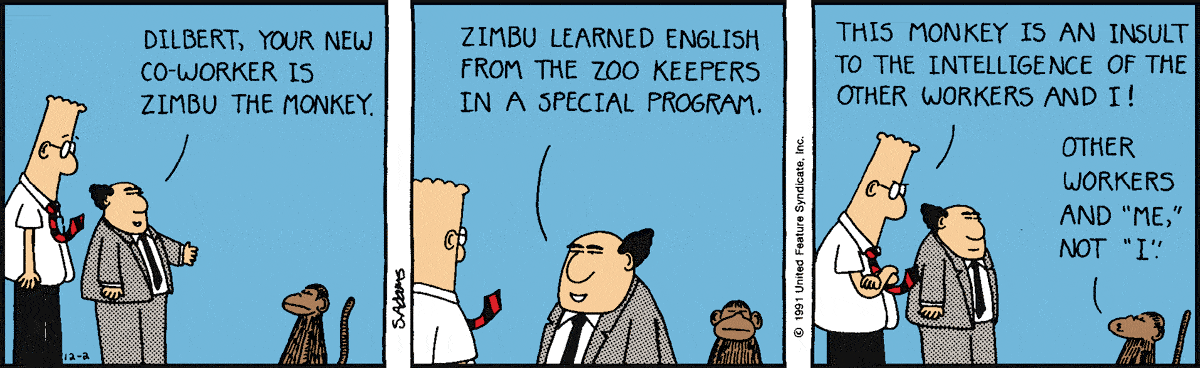 DILBERT, YOUR NEW
CO-WORKER IS
ZIMBU THE MONKEY.
12-2
S.Adams
ZIMBU LEARNED ENGLISH
FROM THE ZOO KEEPERS
IN A SPECIAL PROGRAM.
© 1991 United Feature Syndicate, Inc.
THIS MONKEY IS AN INSULT
TO THE INTELLIGENCE OF THE
OTHER WORKERS AND I!
OTHER
WORKERS
AND "ME,"
NOT "I".